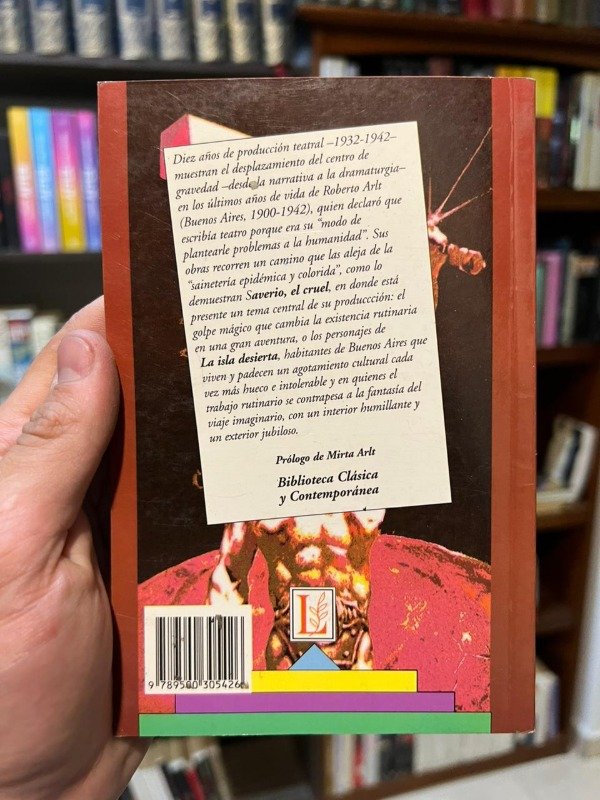 Diez años de producción teatral –1932-1942–
muestran el desplazamiento del centro de
gravedad –desde la narrativa a la dramaturgia–
en los últimos años de vida de Roberto Arlt
(Buenos Aires, 1900-1942), quien declaró que
escribía teatro porque era su "modo de
plantearle problemas a la humanidad". Sus
obras recorren un camino que las aleja de la
"sainetería epidémica y colorida", como lo
demuestran Saverio, el cruel, en donde está
presente un tema central de su produccción: el
golpe mágico que cambia la existencia rutinaria
en una gran aventura, o los personajes de
La isla desierta, habitantes de Buenos Aires que
viven y padecen un agotamiento cultural cada
vez más hueco e intolerable y en quienes el
trabajo rutinario se contrapesa a la fantasía del
viaje imaginario, con un interior humillante y
un exterior jubiloso.
Prólogo de Mirta Arlt
Biblioteca Clásica
y Contemporánea
L
9 789500 305426